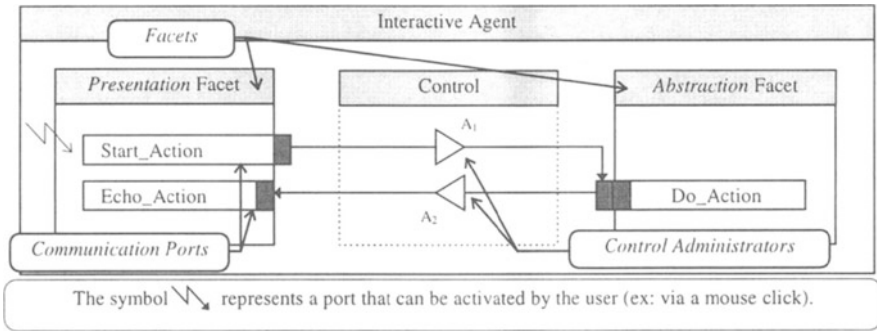 Interactive Agent
Facets
Presentation Facet
Control
Abstraction Facet
A1
Start_Action
Echo_Action
Do_Action
A2
Communication Ports
Control Administrators
The symbol represents a port that can be activated by the user (ex: via a mouse click).